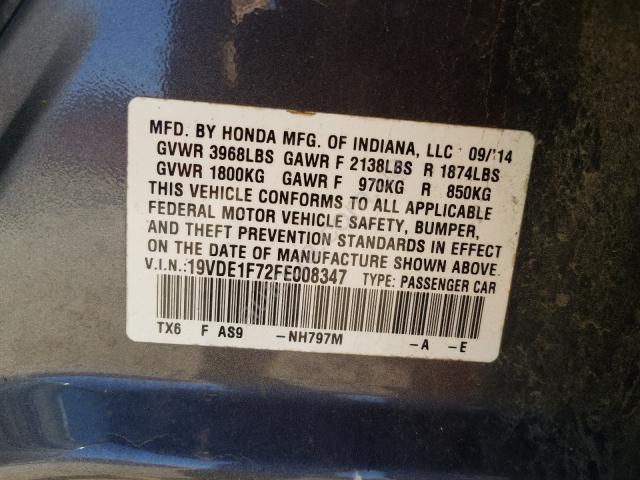 MFD. BY HONDA MFG. OF INDIANA, LLC 09/'14
GVWR 3968LBS GAWR F 2138LBS R 1874LBS
GVWR 1800KG GAWR F 970KG R 850KG
THIS VEHICLE CONFORMS TO ALL APPLICABLE
FEDERAL MOTOR VEHICLE SAFETY, BUMPER,
AND THEFT PREVENTION STANDARDS IN EFFECT
ON THE DATE OF MANUFACTURE SHOWN ABOVE.
V.I.N.:19VDE1F72FE008347 TYPE: PASSENGER CAR
TX6 F AS9 -NH797M -A -E